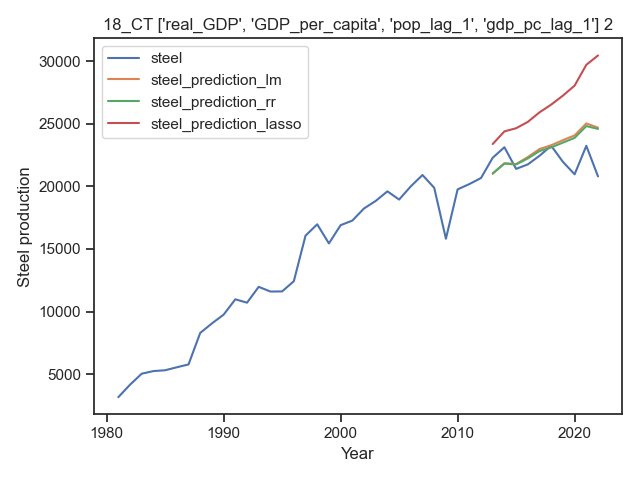 18_CT ['real_GDP', 'GDP_per_capita', 'pop_lag_1', 'gdp_pc_lag_1'] 2
steel
steel_prediction_lm
steel_prediction_rr
steel_prediction_lasso
30000
25000
20000
15000
10000
5000
Steel production
1980 1990 2000 2010 2020
Year